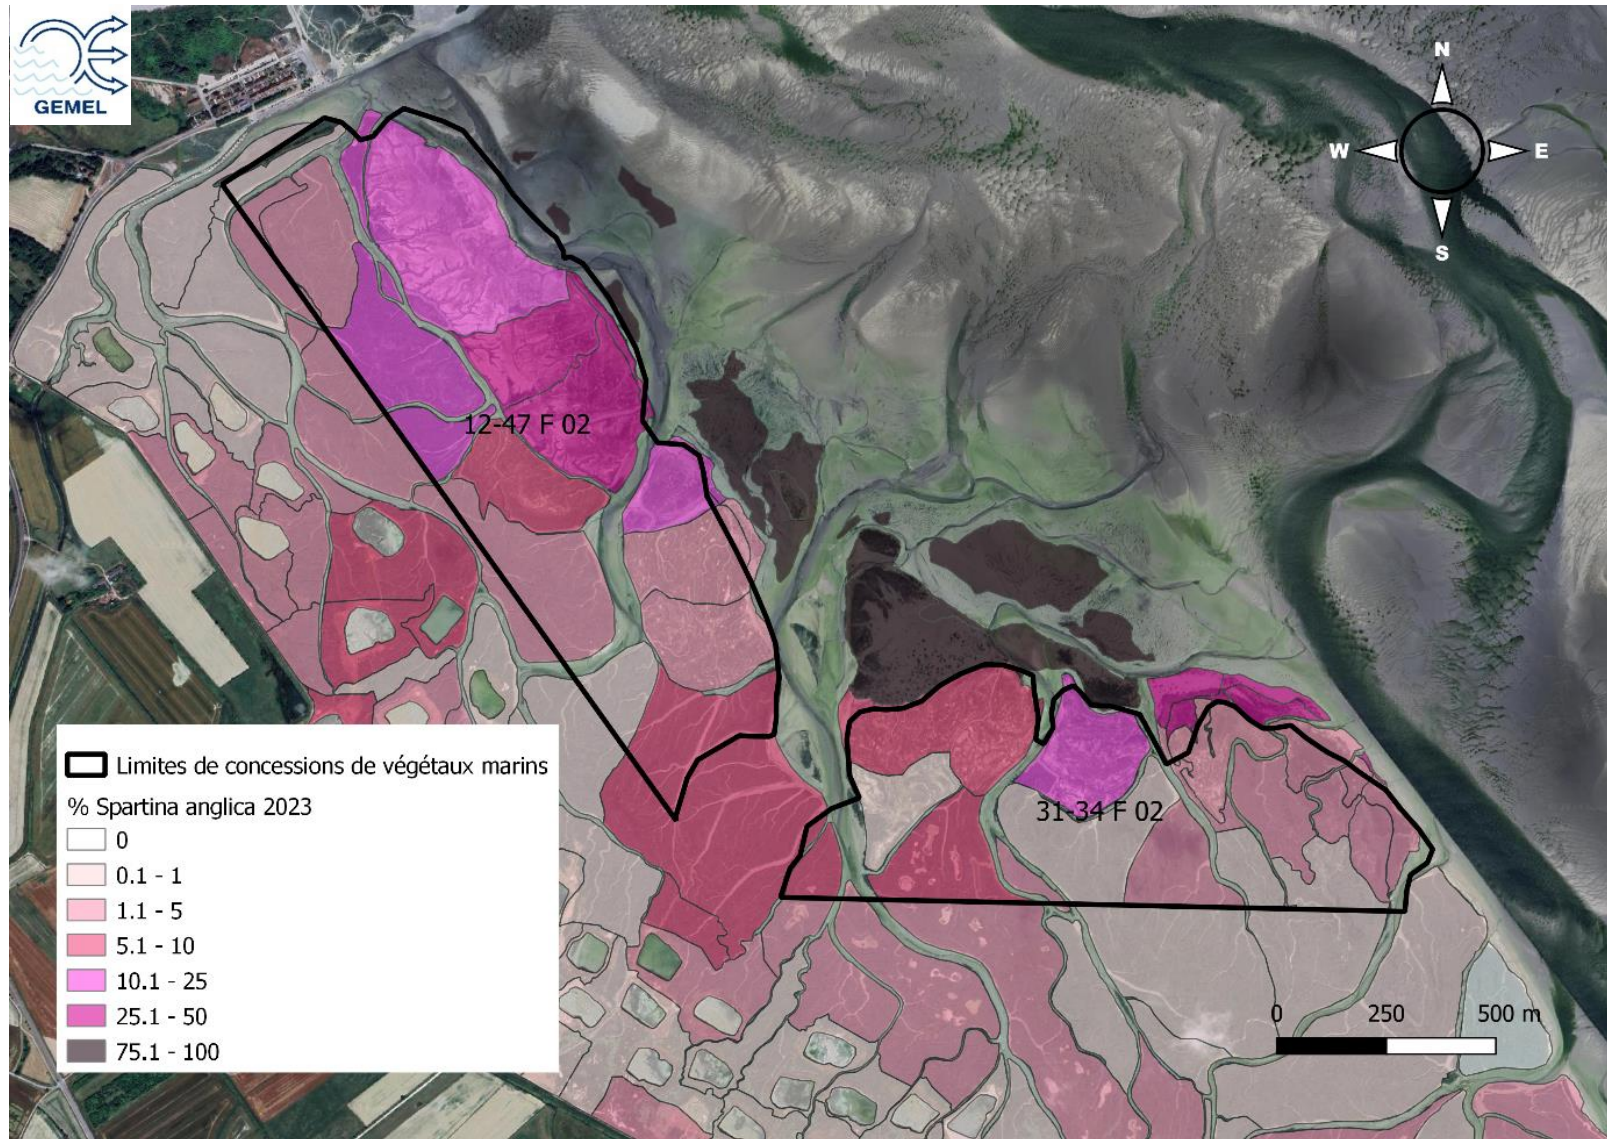 GEMEL
N
W
E
S
12-47 F 02
31-34 F 02
Limites de concessions de végétaux marins
% Spartina anglica 2023
0
0.1 - 1
1.1 - 5
5.1 - 10
10.1 - 25
25.1 - 50
75.1 - 100
0 250 500 m